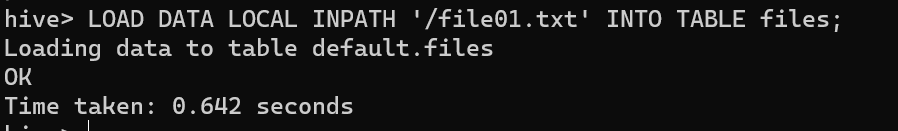 hive> LOAD DATA LOCAL INPATH '/file01.txt' INTO TABLE files;
Loading data to table default.files
OK
Time taken: 0.642 seconds
hive>